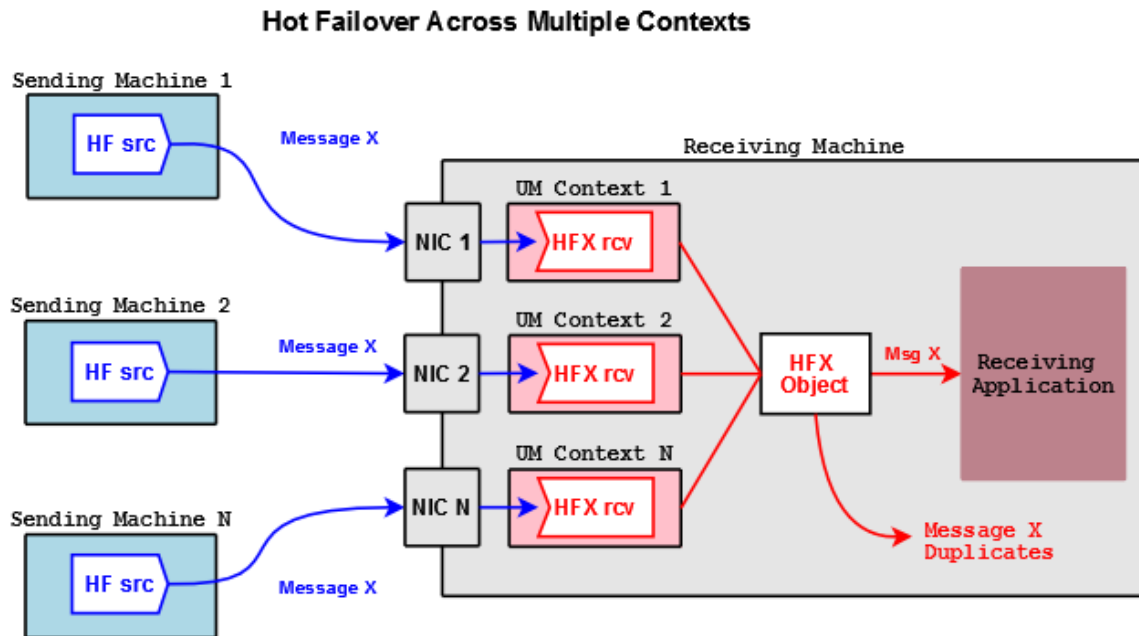 Hot Failover Across Multiple Contexts
Sending Machine 1
HF src
Message X
Receiving Machine
UM Context 1
NIC 1
HFX rcv
Sending Machine 2
HF src
Message X
UM Context 2
NIC 2
HFX rcv
HFX
Object
Msg X
Receiving
Application
UM Context N
NIC N
HFX rcv
Sending Machine N
HF src
Message X
Message X
Duplicates